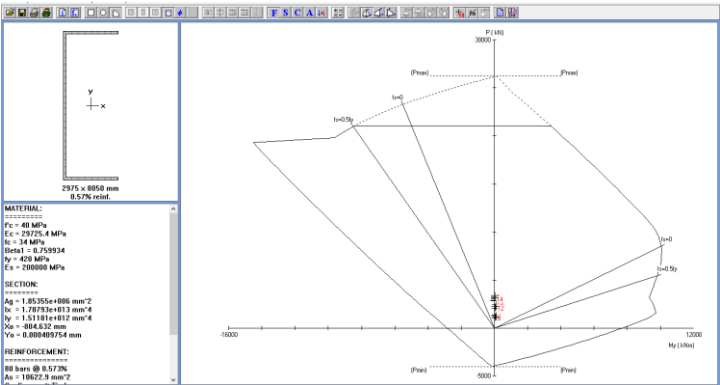 F S C A
y
x
2975 x 8050 mm
0.57% reinf.
MATERIAL:
=========
f'c = 40 MPa
Ec = 29725.4 MPa
fc = 34 MPa
Beta1 = 0.759934
fy = 420 MPa
Es = 200000 MPa
SECTION:
========
Ag = 1.85355e+006 mm^2
Ix = 1.78793e+013 mm^4
Iy = 1.51181e+012 mm^4
Xo = -804.632 mm
Yo = 0.000409754 mm
REINFORCEMENT:
===============
80 bars @ 0.573%
As = 10622.9 mm^2
P ( kN)
30000
(Pmax)
(Pmax)
fs=0
fs=0.5fy
fs=0
fs=0.5fy
-16000
12000
My ( kNm)
(Pmin)
(Pmin)
-5000